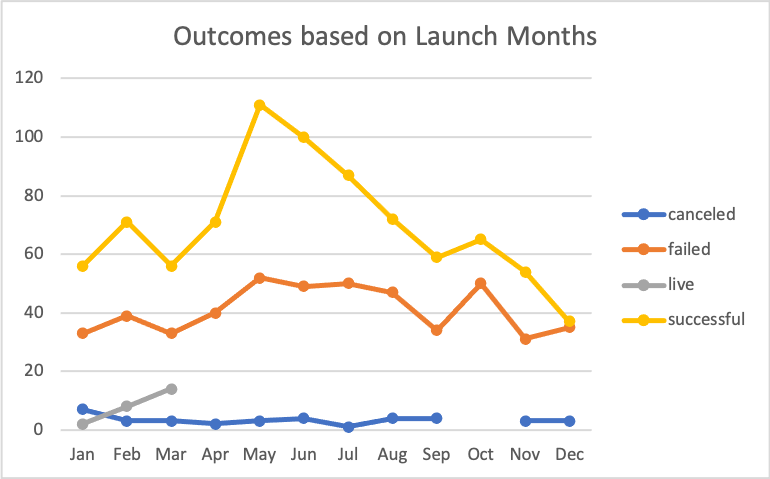 Outcomes based on Launch Months
120
100
80
60
40
20
0
Jan Feb Mar Apr May Jun Jul Aug Sep Oct Nov Dec
canceled
failed
live
successful